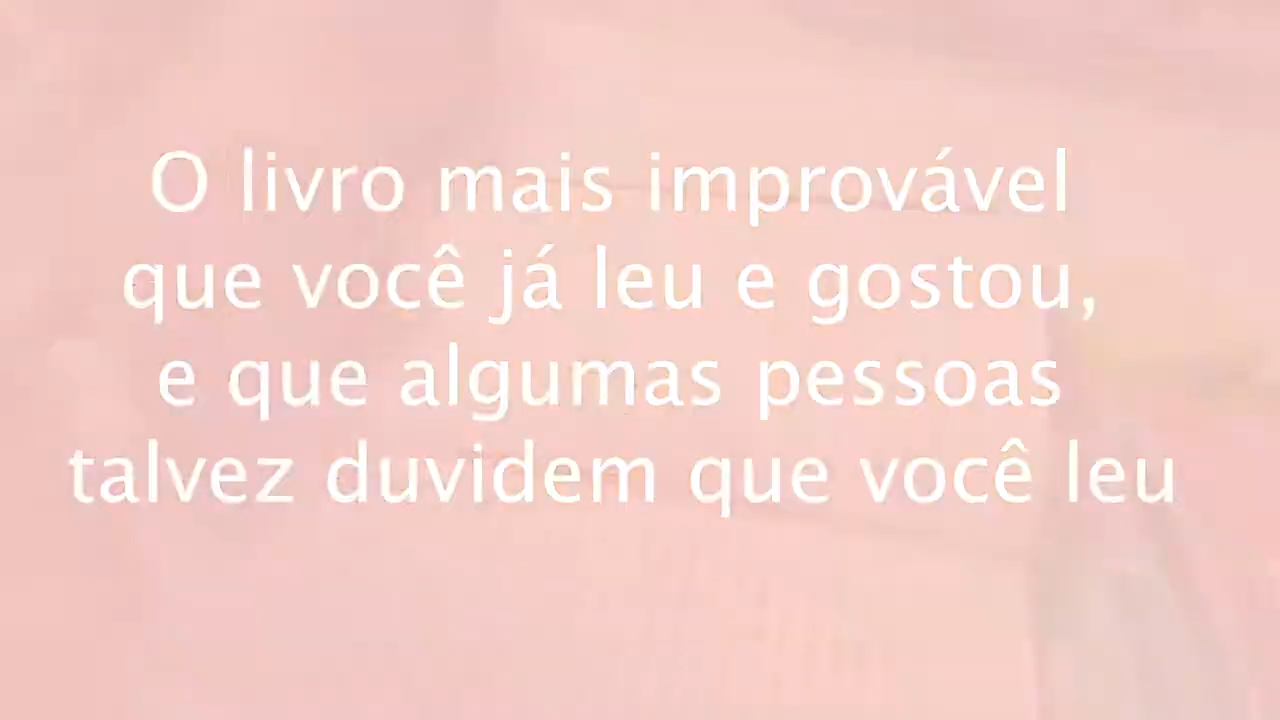 O livro mais improvável
que você já leu e gostou,
e que algumas pessoas
talvez duvidem que você leu